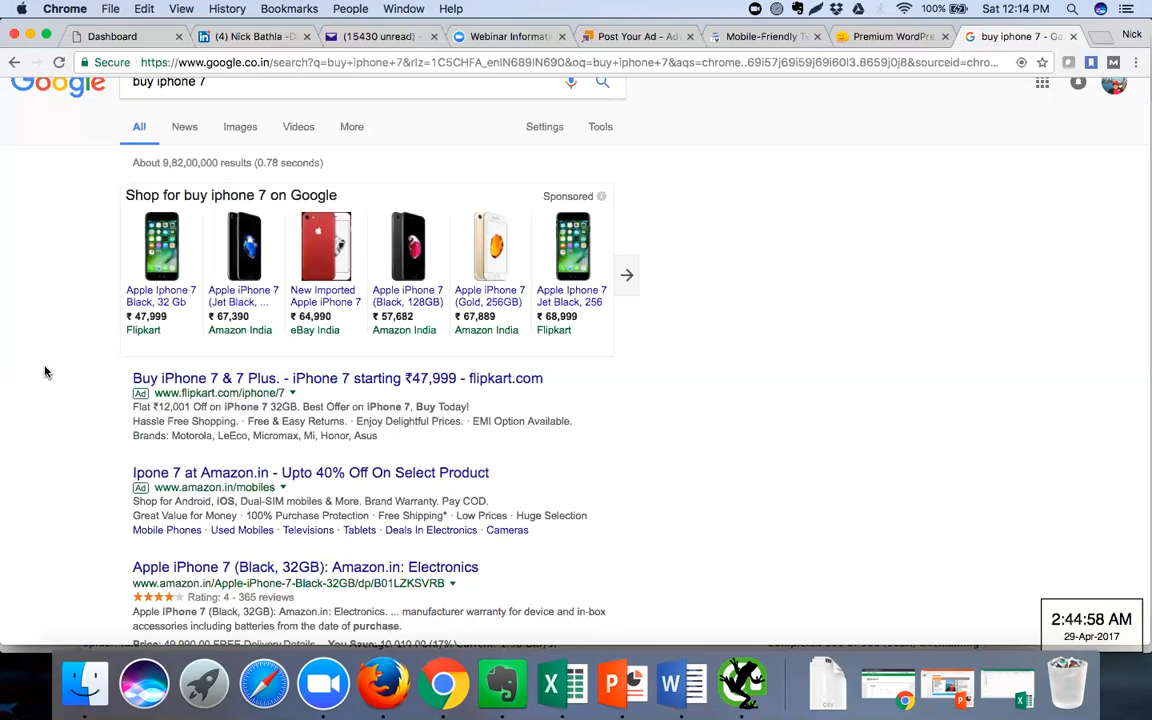 Chrome File Edit View History Bookmarks People Window Help 100% Sat 12:14 PM
Dashboard (4) Nick Bathla - D (15430 unread) - Webinar Informati Post Your Ad - Adv Mobile-Friendly Te Premium WordPre buy iphone 7 - Go Nick
Secure https://www.google.co.in/search?q=buy+iphone+7&rlz=1C5CHFA_enIN689IN690&oq=buy+iphone+7&aqs=chrome..69i57j69i59j69i60l3.8659j0j8&sourceid=chro...
Google buy iphone 7
All News Images Videos More Settings Tools
About 9,82,00,000 results (0.78 seconds)
Shop for buy iphone 7 on Google Sponsored
Apple Iphone 7 Apple iPhone 7 New Imported Apple iPhone 7 Apple iPhone 7 Apple Iphone 7
Black, 32 Gb (Jet Black, ... Apple iPhone 7 (Black, 128GB) (Gold, 256GB) Jet Black, 256
₹ 47,999 ₹ 67,390 ₹ 64,990 ₹ 57,682 ₹ 67,889 ₹ 68,999
Flipkart Amazon India eBay India Amazon India Amazon India Flipkart
Buy iPhone 7 & 7 Plus. - iPhone 7 starting ₹47,999 - flipkart.com
Ad www.flipkart.com/iphone/7
Flat ₹12,001 Off on iPhone 7 32GB. Best Offer on iPhone 7, Buy Today!
Hassle Free Shopping. · Free & Easy Returns. · Enjoy Delightful Prices. · EMI Option Available.
Brands: Motorola, LeEco, Micromax, Mi, Honor, Asus
Ipone 7 at Amazon.in - Upto 40% Off On Select Product
Ad www.amazon.in/mobiles
Shop for Android, iOS, Dual-SIM mobiles & More. Brand Warranty. Pay COD.
Great Value for Money · 100% Purchase Protection · Free Shipping* · Low Prices · Huge Selection
Mobile Phones · Used Mobiles · Televisions · Tablets · Deals In Electronics · Cameras
Apple iPhone 7 (Black, 32GB): Amazon.in: Electronics
www.amazon.in/Apple-iPhone-7-Black-32GB/dp/B01LZKSVRB
Rating: 4 - 365 reviews
Apple iPhone 7 (Black, 32GB): Amazon.in: Electronics. ... manufacturer warranty for device and in-box
accessories including batteries from the date of purchase.
2:44:58 AM
29-Apr-2017